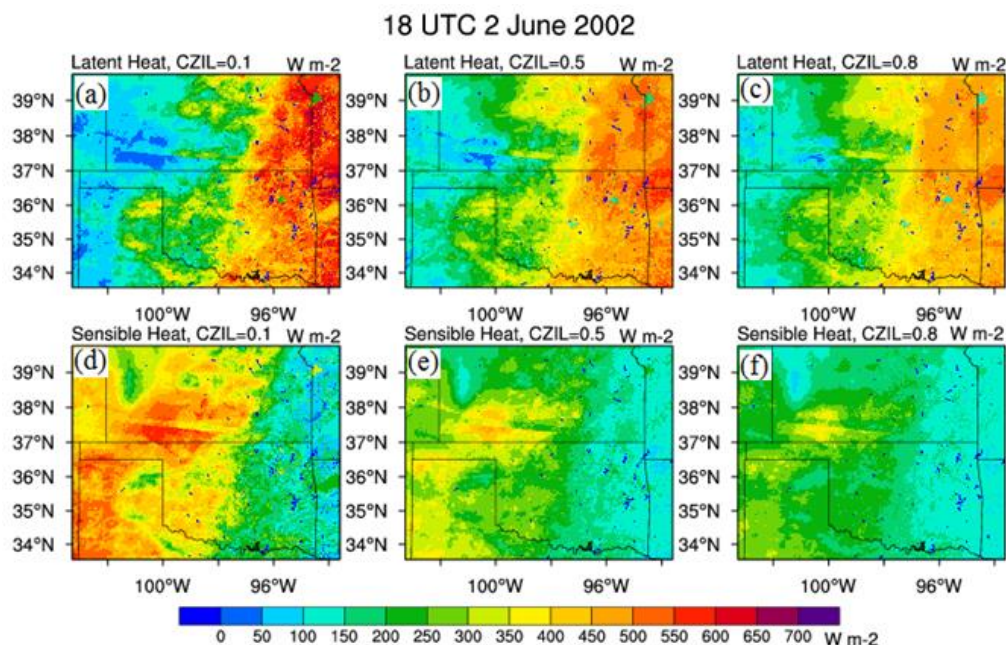 18 UTC 2 June 2002
Latent Heat, CZIL=0.1 W m-2
Latent Heat, CZIL=0.5 W m-2
Latent Heat, CZIL=0.8 W m-2
(a)
(b)
(c)
39°N
38°N
37°N
36°N
35°N
34°N
39°N
38°N
37°N
36°N
35°N
34°N
39°N
38°N
37°N
36°N
35°N
34°N
100°W 96°W
100°W 96°W
100°W 96°W
Sensible Heat, CZIL=0.1 W m-2
Sensible Heat, CZIL=0.5 W m-2
Sensible Heat, CZIL=0.8 W m-2
(d)
(e)
(f)
39°N
38°N
37°N
36°N
35°N
34°N
39°N
38°N
37°N
36°N
35°N
34°N
39°N
38°N
37°N
36°N
35°N
34°N
100°W 96°W
100°W 96°W
100°W 96°W
0 50 100 150 200 250 300 350 400 450 500 550 600 650 700 W m-2